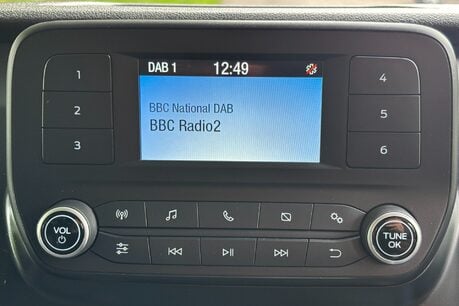 DAB 1 12:49
1
2
3
BBC National DAB
BBC Radio2
4
5
6
VOL
TUNE
OK